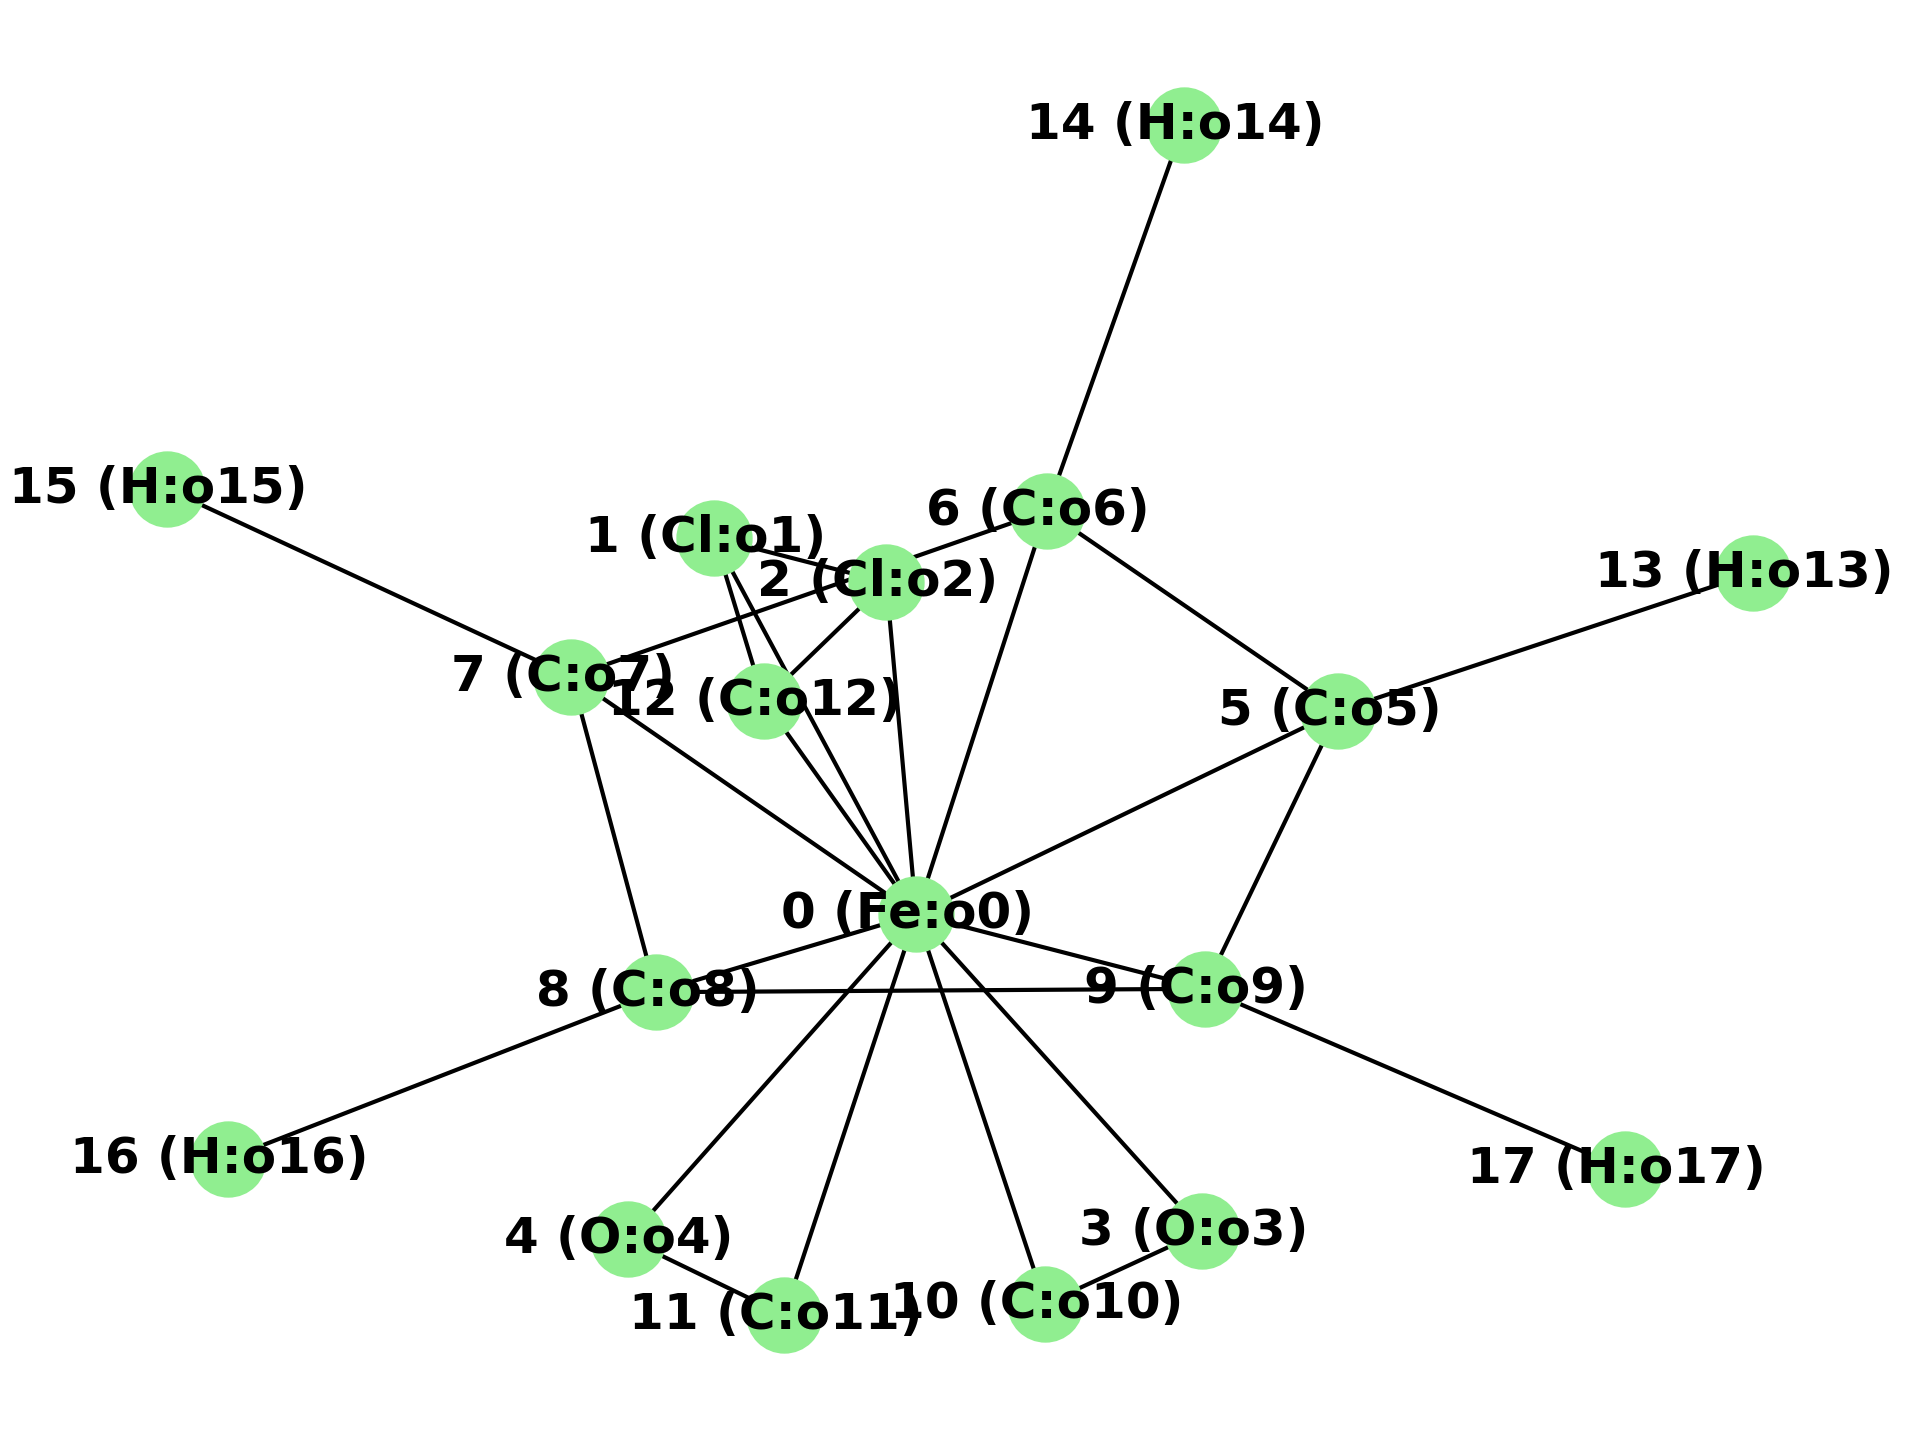 14 (H:o14)
15 (H:o15)
6 (C:o6)
1 (Cl:o1)
13 (H:o13)
2 (Cl:o2)
7 (C:o7)
12 (C:o12)
5 (C:o5)
0 (Fe:o0)
8 (C:o8)
9 (C:o9)
16 (H:o16)
17 (H:o17)
4 (O:o4)
3 (O:o3)
11 (C:o11)
10 (C:o10)